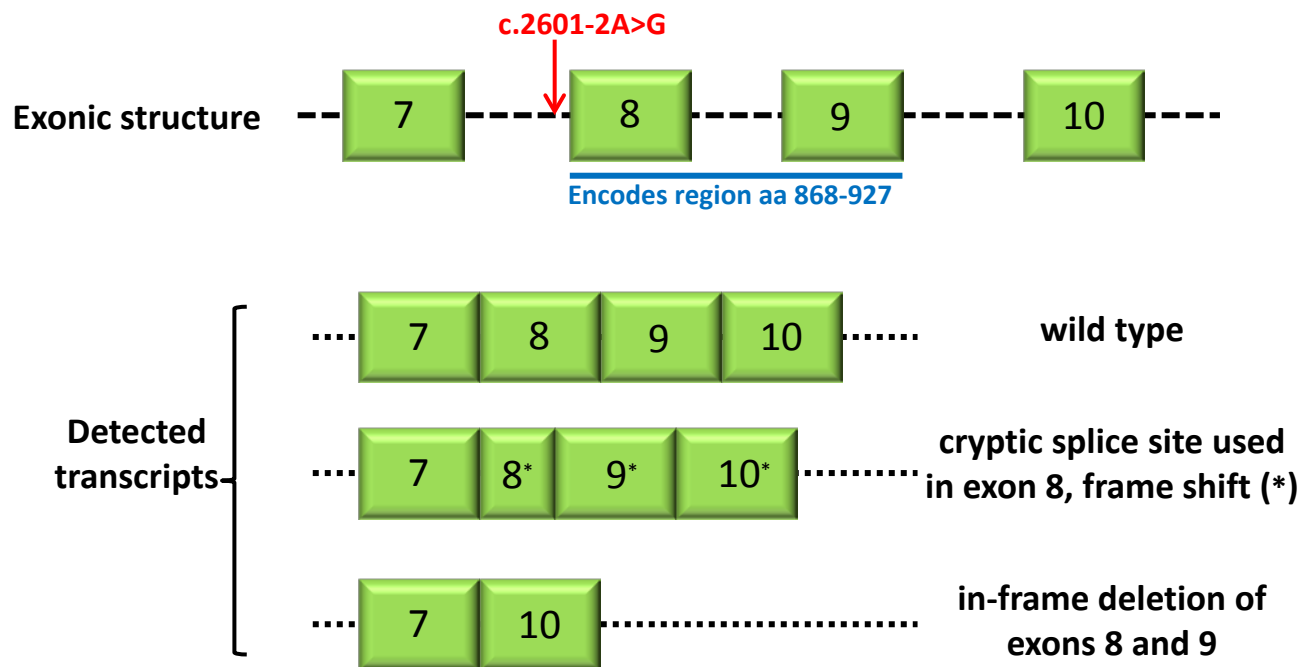 c.2601-2A>G
Exonic structure
7
8
9
10
Encodes region aa 868-927
Detected
transcripts
7
8
9
10
wild type
7
8*
9*
10*
cryptic splice site used
in exon 8, frame shift (*)
7
10
in-frame deletion of
exons 8 and 9